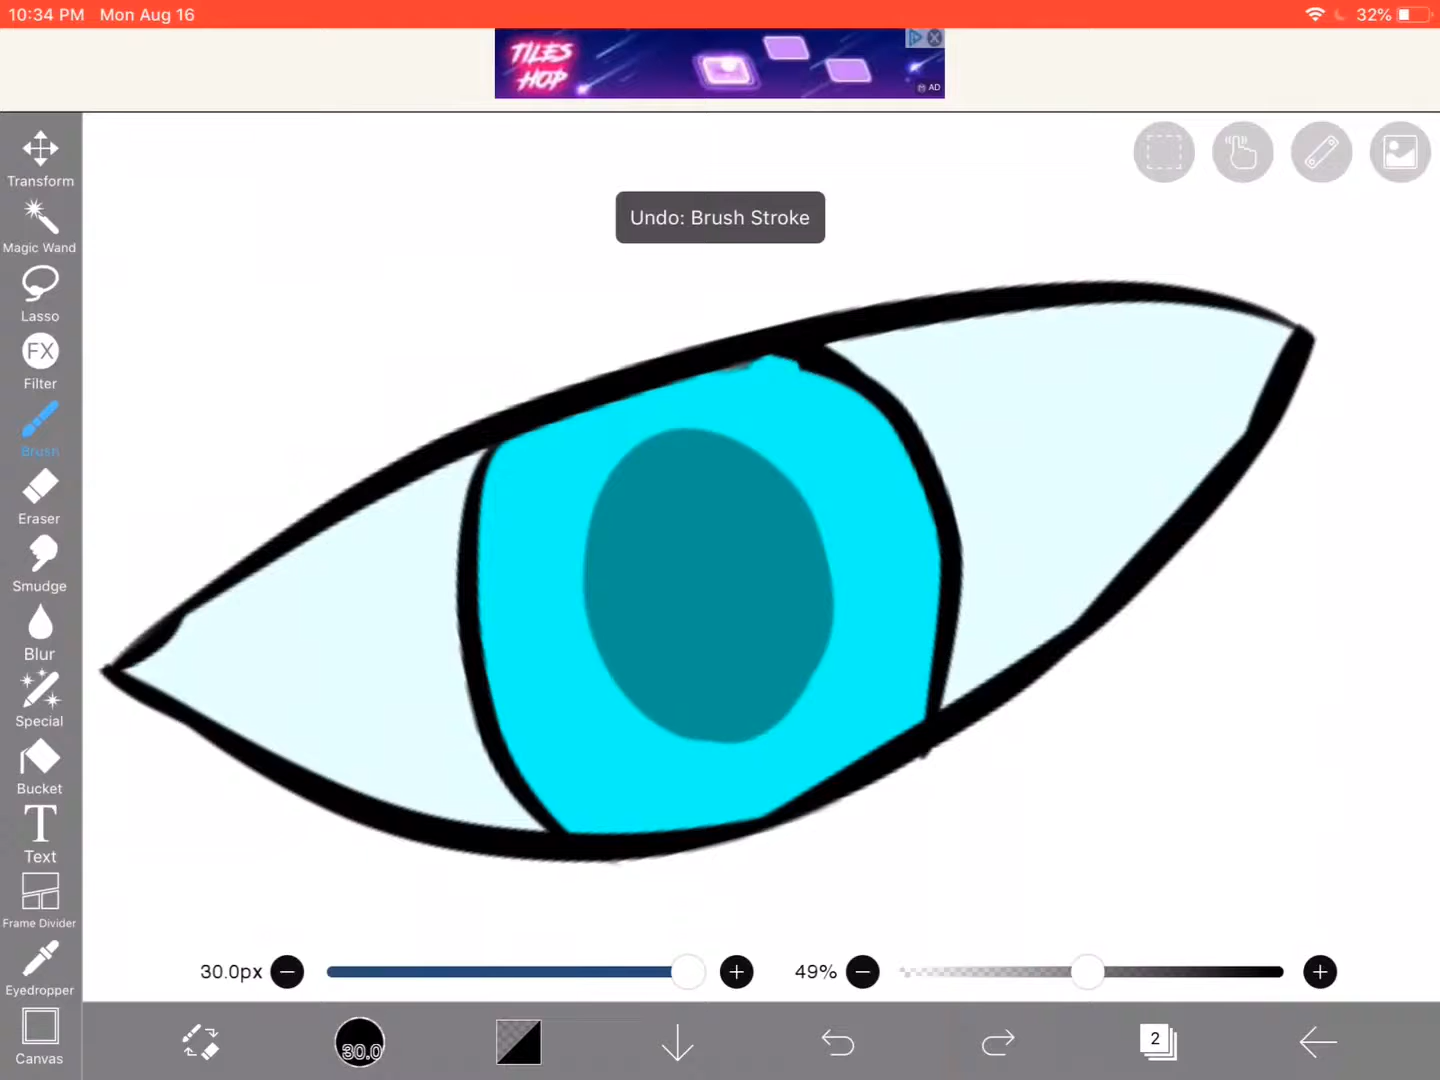 10:34 PM Mon Aug 16 32%
TILES
HOP
AD
Transform
Magic Wand
Lasso
FX
Filter
Brush
Eraser
Smudge
Blur
Special
Bucket
T
Text
Frame Divider
Eyedropper
Canvas
Undo: Brush Stroke
30.0px
49%
30.0
2